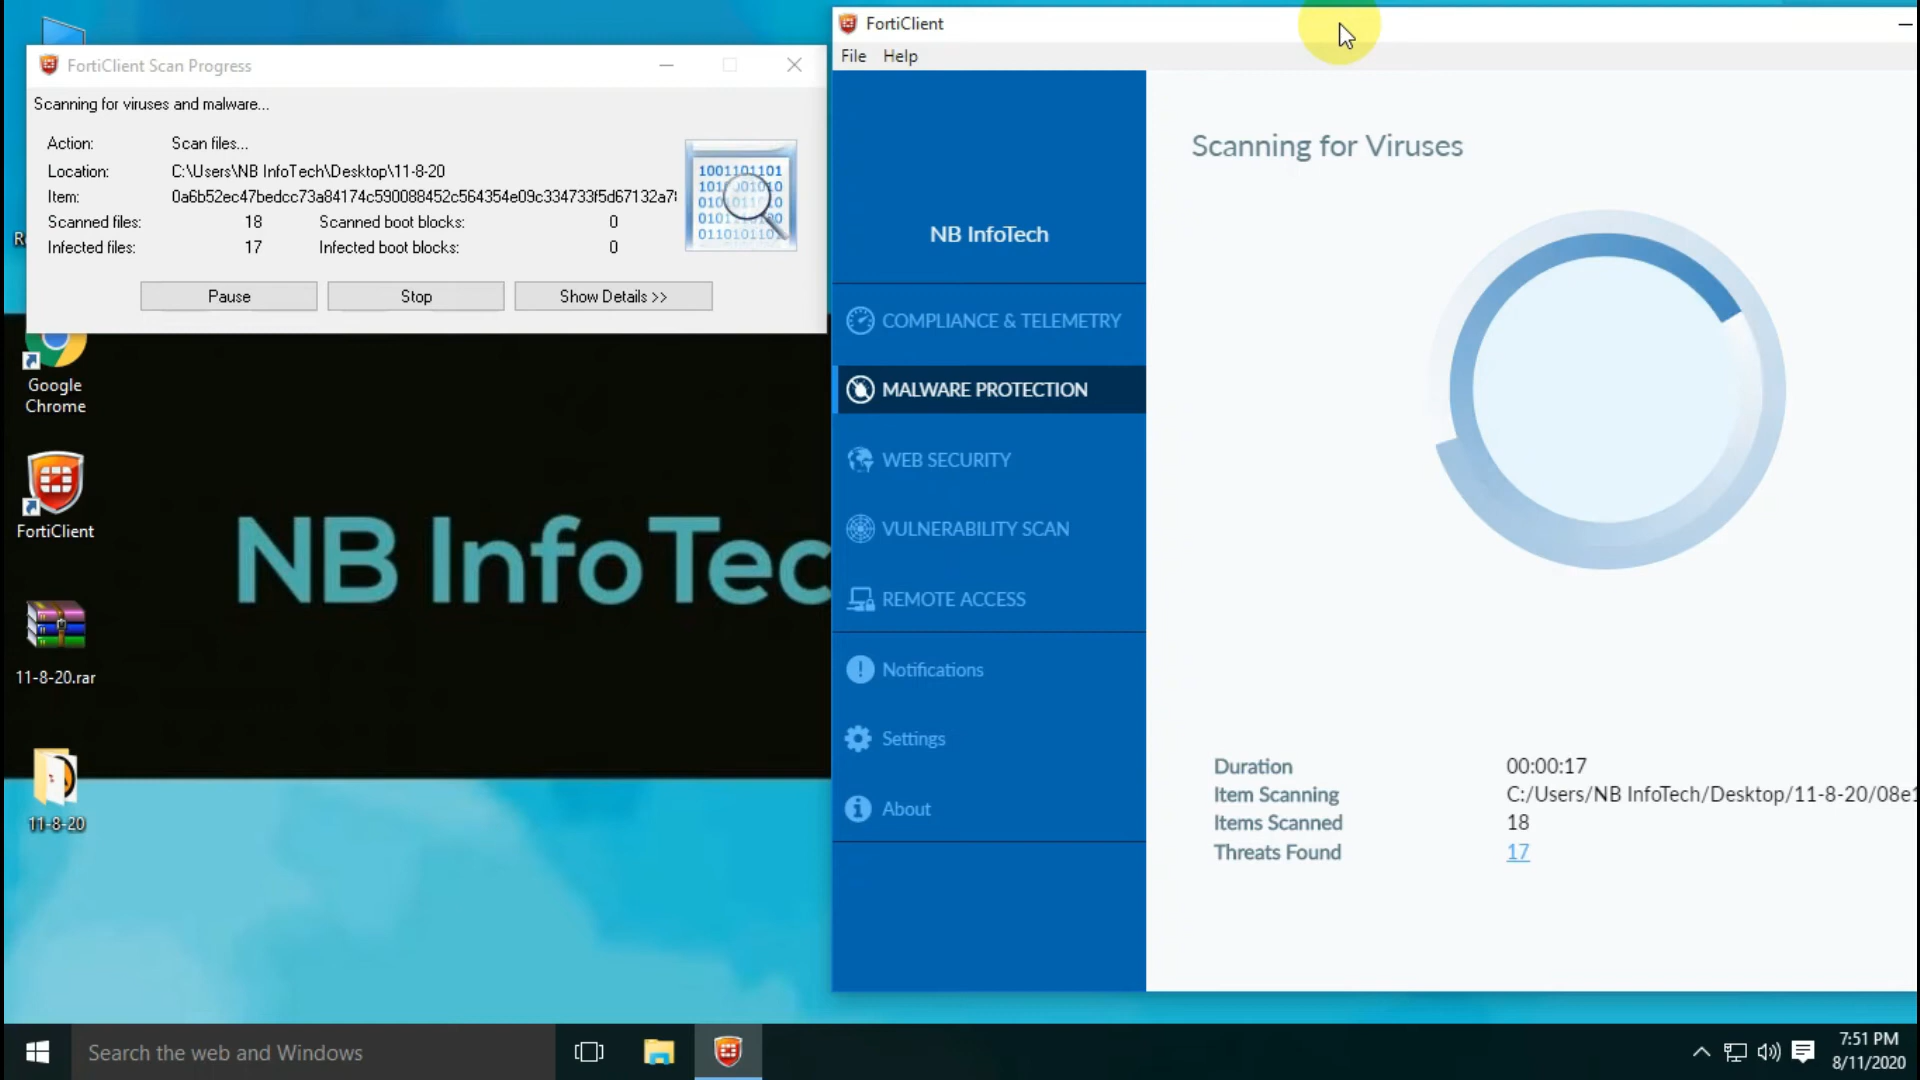 FortiClient Scan Progress
Scanning for viruses and malware...
Action: Scan files...
Location: C:\Users\NB InfoTech\Desktop\11-8-20
Item: 0a6b52ec47bedcc73a84174c590088452c564354e09c334733f5d67132a7
Scanned files: 18 Scanned boot blocks: 0
Infected files: 17 Infected boot blocks: 0
Pause Stop Show Details >>
1001101101
Google
Chrome
FortiClient
11-8-20.rar
11-8-20
NB InfoTec
FortiClient
File Help
NB InfoTech
COMPLIANCE & TELEMETRY
MALWARE PROTECTION
WEB SECURITY
VULNERABILITY SCAN
REMOTE ACCESS
Notifications
Settings
About
Scanning for Viruses
Duration 00:00:17
Item Scanning C:/Users/NB InfoTech/Desktop/11-8-20/08e1
Items Scanned 18
Threats Found 17
Search the web and Windows
7:51 PM
8/11/2020